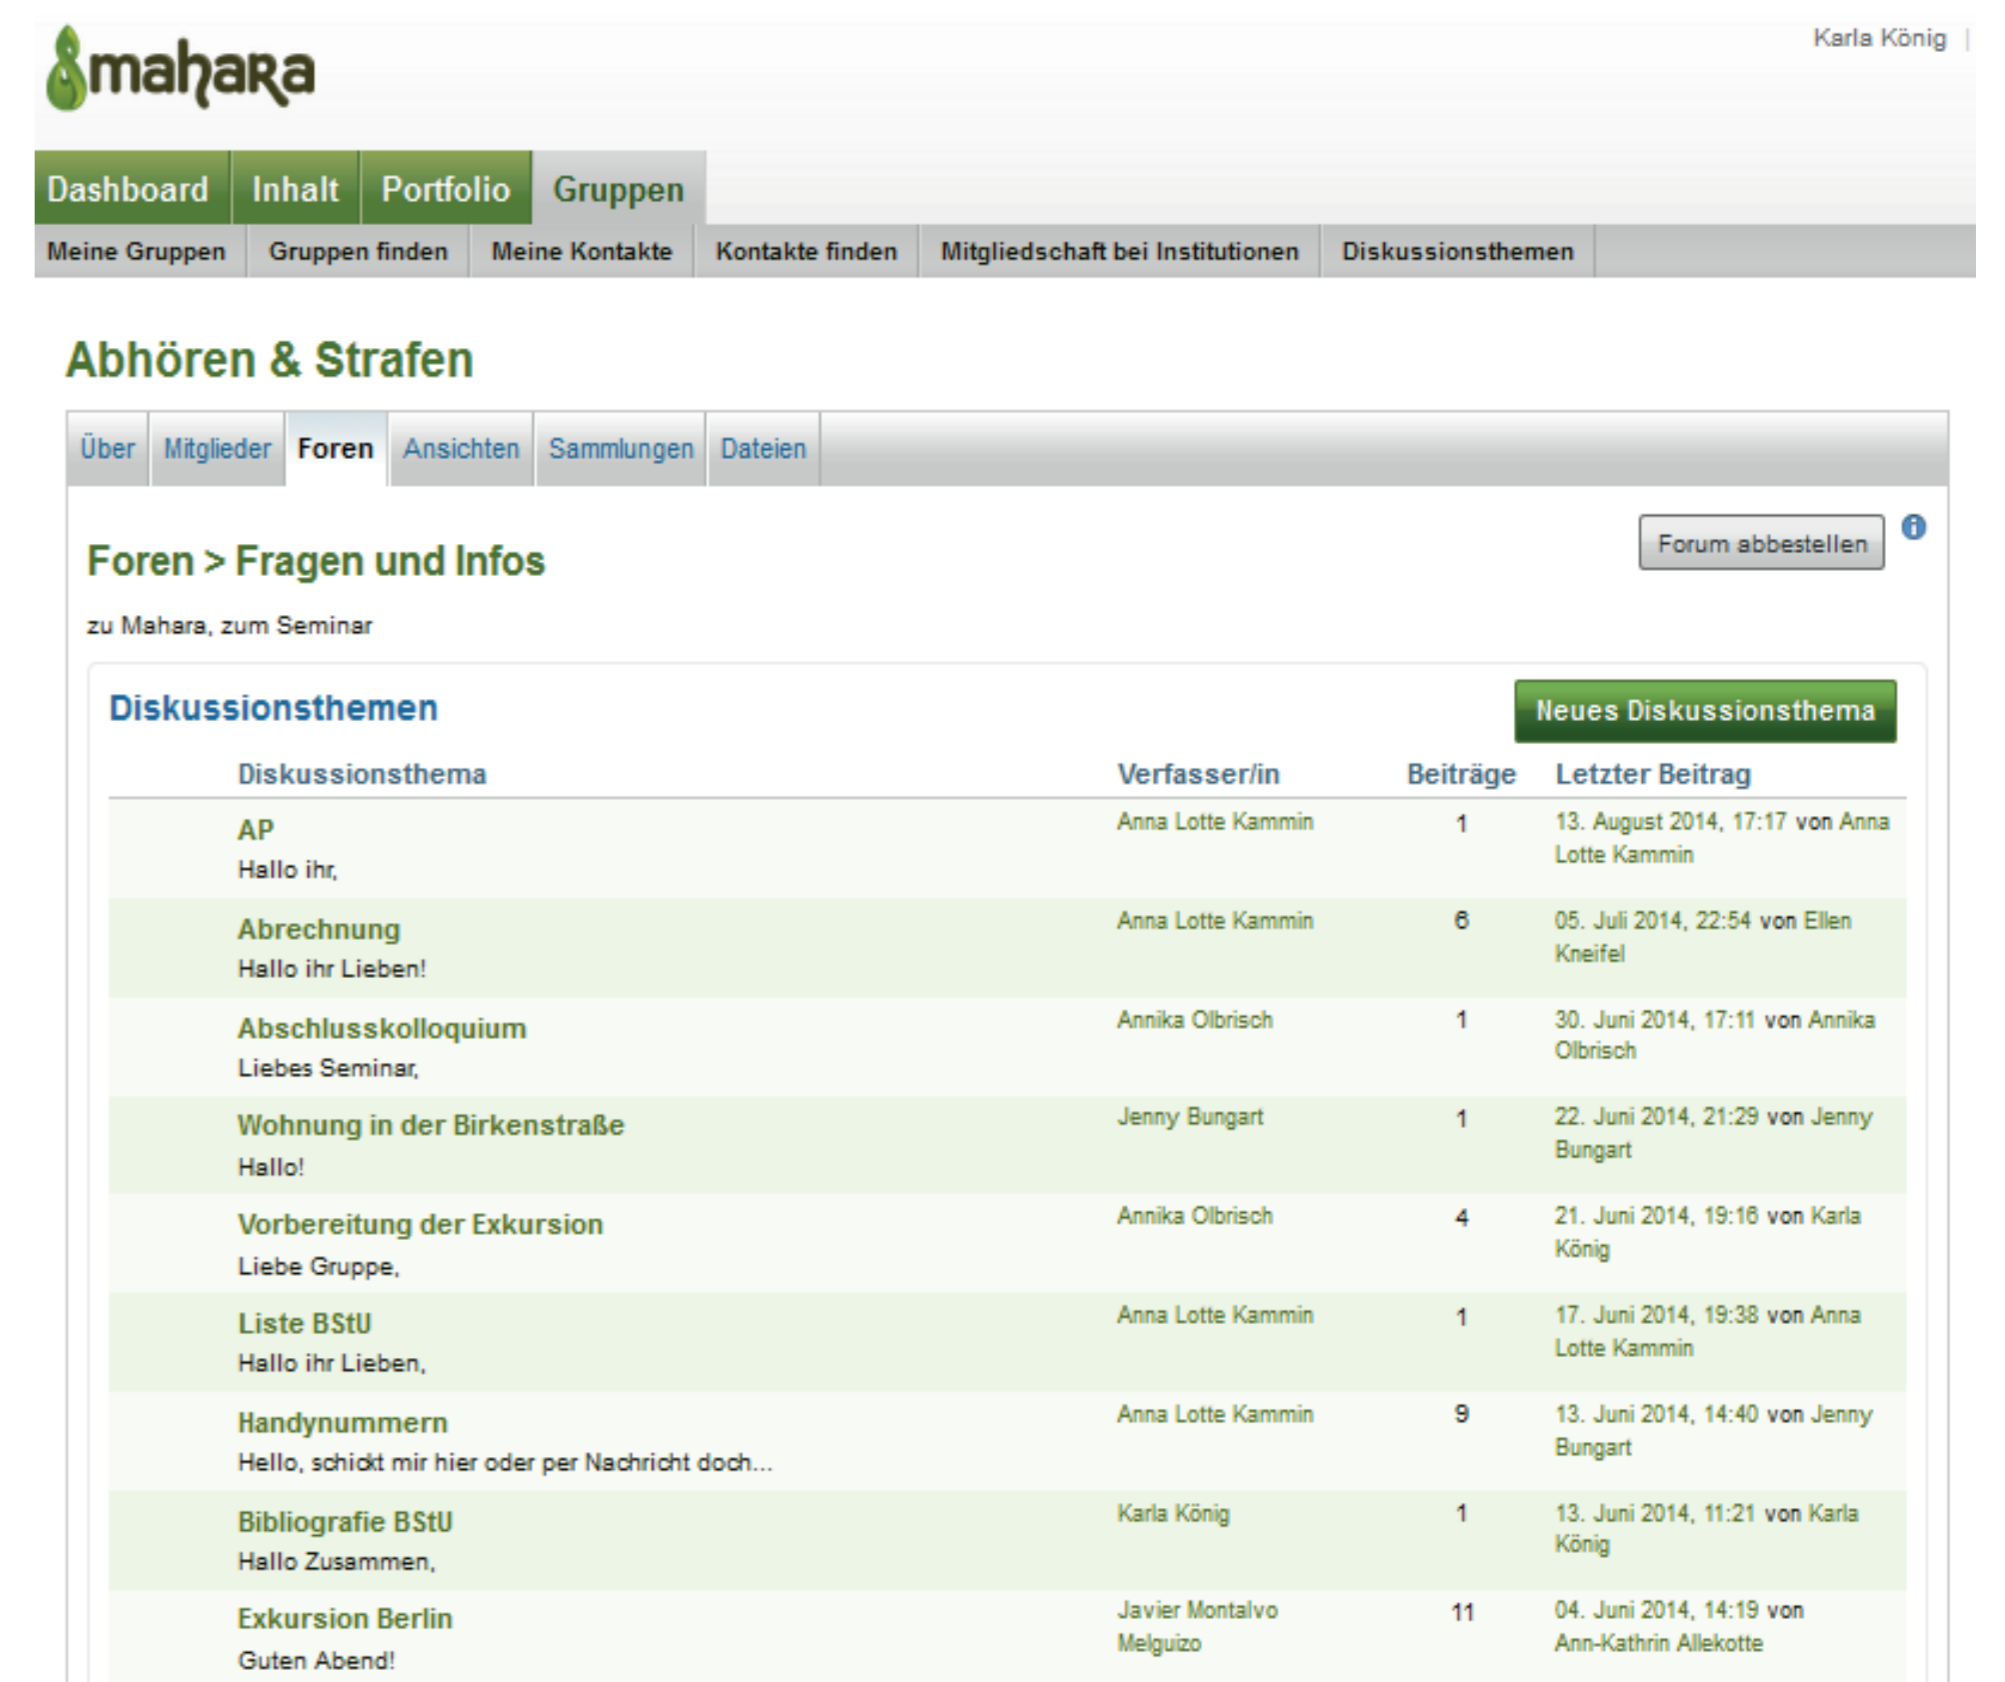 mahara
Karla König |
Dashboard Inhalt Portfolio Gruppen
Meine Gruppen Gruppen finden Meine Kontakte Kontakte finden Mitgliedschaft bei Institutionen Diskussionsthemen
Abhören & Strafen
Über Mitglieder Foren Ansichten Sammlungen Dateien
Forum abbestellen
Foren > Fragen und Infos
zu Mahara, zum Seminar
Diskussionsthemen
Neues Diskussionsthema
Diskussionsthema Verfasser/in Beiträge Letzter Beitrag
AP Anna Lotte Kammin 1 13. August 2014, 17:17 von Anna
Hallo ihr, Lotte Kammin
Abrechnung Anna Lotte Kammin 6 05. Juli 2014, 22:54 von Ellen
Hallo ihr Lieben! Kneifel
Abschlusskolloquium Annika Olbrisch 1 30. Juni 2014, 17:11 von Annika
Liebes Seminar, Olbrisch
Wohnung in der Birkenstraße Jenny Bungart 1 22. Juni 2014, 21:29 von Jenny
Hallo! Bungart
Vorbereitung der Exkursion Annika Olbrisch 4 21. Juni 2014, 19:16 von Karla
Liebe Gruppe, König
Liste BStU Anna Lotte Kammin 1 17. Juni 2014, 19:38 von Anna
Hallo ihr Lieben, Lotte Kammin
Handynummern Anna Lotte Kammin 9 13. Juni 2014, 14:40 von Jenny
Hello, schickt mir hier oder per Nachricht doch... Bungart
Bibliografie BStU Karla König 1 13. Juni 2014, 11:21 von Karla
Hallo Zusammen, König
Exkursion Berlin Javier Montalvo 11 04. Juni 2014, 14:19 von
Guten Abend! Melguizo Ann-Kathrin Allekotte